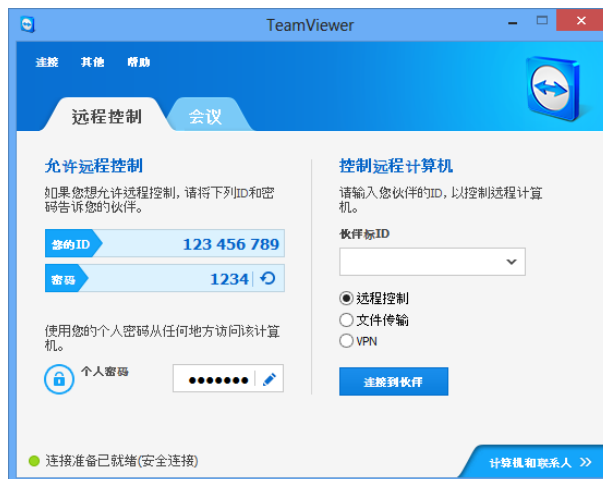 TeamViewer
连接 其他 帮助
远程控制 会议
允许远程控制
如果您想允许远程控制, 请将下列ID和密
码告诉您的伙伴。
您的ID 123 456 789
密码 1234
使用您的个人密码从任何地方访问该计算
机。
个人密码 •••••••
控制远程计算机
请输入您伙伴的ID, 以控制远程计算
机。
伙伴标ID
远程控制
文件传输
VPN
连接到伙伴
连接准备已就绪(安全连接)
计算机和联系人